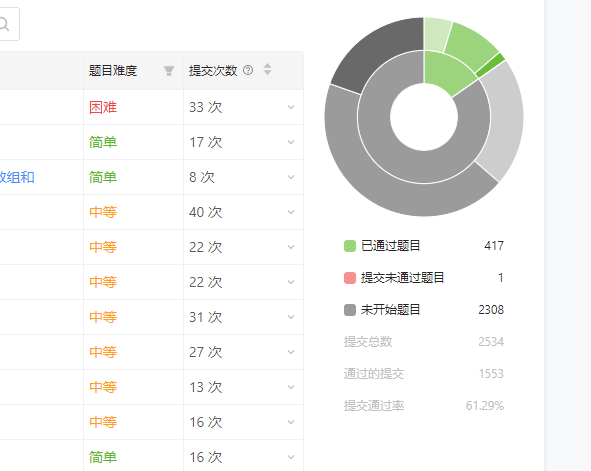 题目难度 提交次数
困难 33 次
简单 17 次
组和 简单 8 次
中等 40 次
中等 22 次
中等 22 次
中等 31 次
中等 27 次
中等 13 次
中等 16 次
简单 16 次
已通过题目 417
提交未通过题目 1
未开始题目 2308
提交总数 2534
通过的提交 1553
提交通过率 61.29%